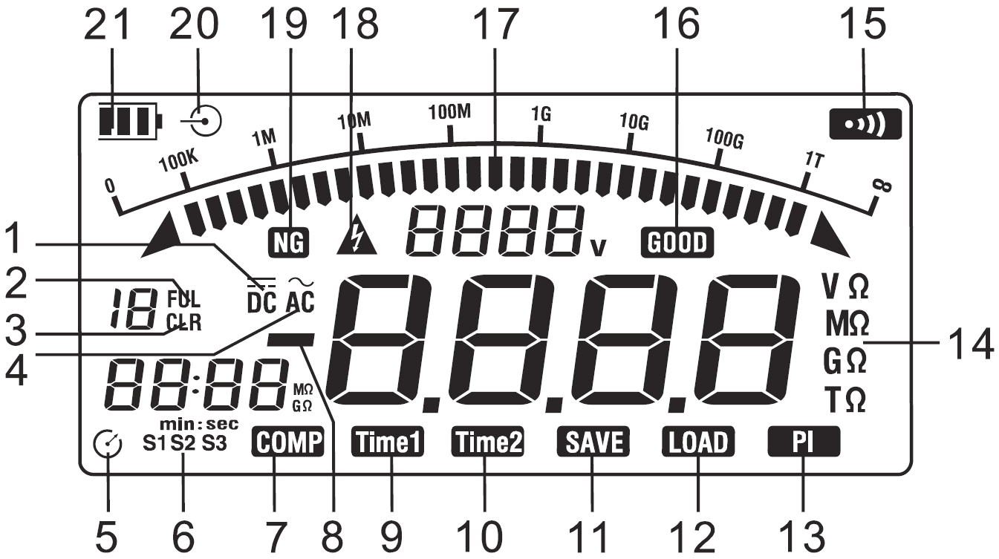 21 20 19 18 17 16 15
0 100K 1M 10M 100M 1G 10G 100G 1T ∞
NG 8888 V GOOD
1
2
3
4
18 FUL
CLR
DC AC
-8.8.8.8
V Ω
MΩ
GΩ
TΩ
14
88:88 MΩ
GΩ
min:sec
S1 S2 S3
COMP Time1 Time2 SAVE LOAD PI
5 6 7 8 9 10 11 12 13